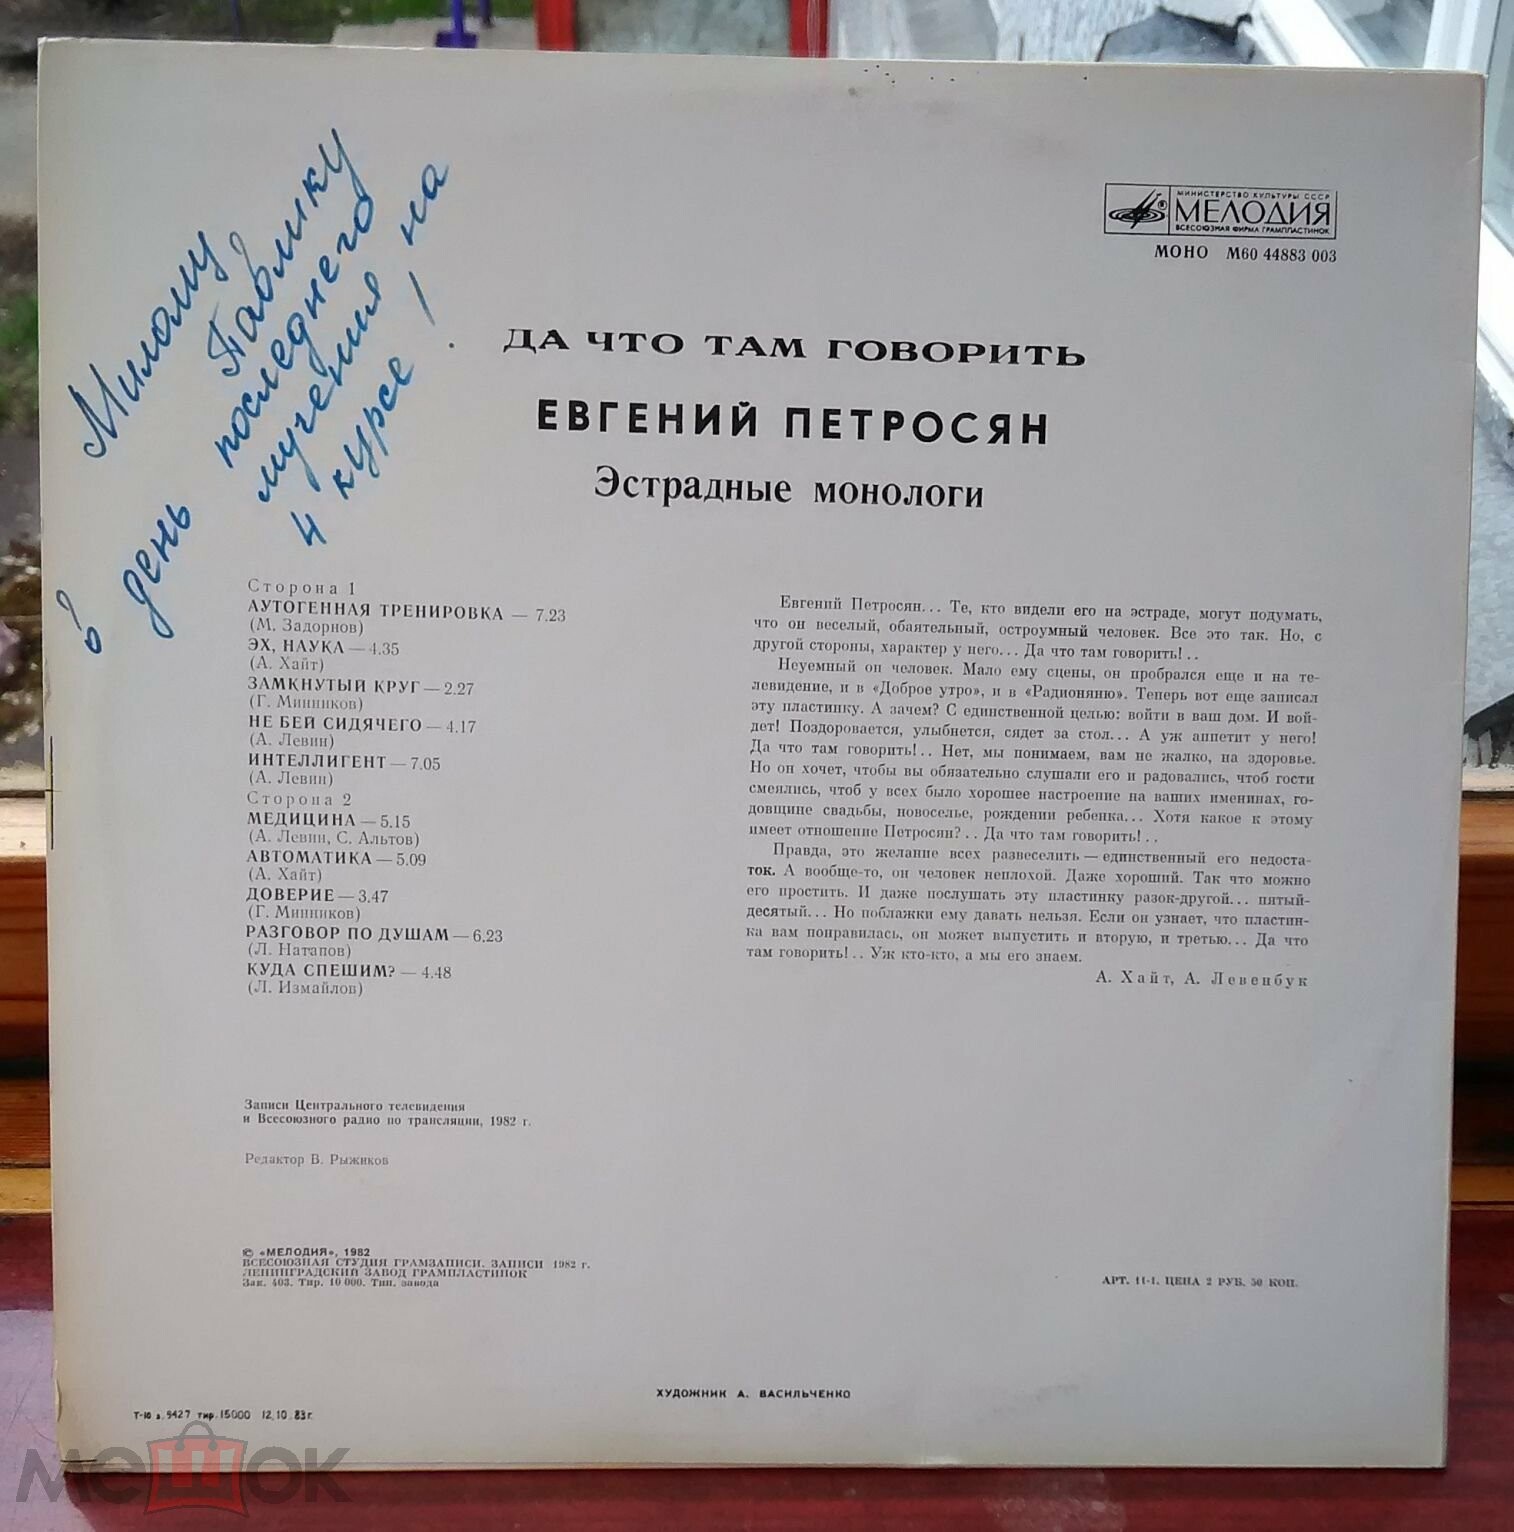 Милому
Павлику
в день последнего
мучения на
4 курсе!
МИНИСТЕРСТВО КУЛЬТУРЫ СССР
МЕЛОДИЯ
ВСЕСОЮЗНАЯ ФИРМА ГРАМПЛАСТИНОК
МОНО М60 44883 003
ДА ЧТО ТАМ ГОВОРИТЬ
ЕВГЕНИЙ ПЕТРОСЯН
Эстрадные монологи
Сторона 1
АУТОГЕННАЯ ТРЕНИРОВКА — 7.23
(М. Задорнов)
ЭХ, НАУКА — 4.35
(А. Хайт)
ЗАМКНУТЫЙ КРУГ — 2.27
(Г. Минников)
НЕ БЕЙ СИДЯЧЕГО — 4.17
(А. Левин)
ИНТЕЛЛИГЕНТ — 7.05
(А. Левин)
Сторона 2
МЕДИЦИНА — 5.15
(А. Левин, С. Альтов)
АВТОМАТИКА — 5.09
(А. Хайт)
ДОВЕРИЕ — 3.47
(Г. Минников)
РАЗГОВОР ПО ДУШАМ — 6.23
(Л. Натапов)
КУДА СПЕШИМ? — 4.48
(Л. Измайлов)
Евгений Петросян... Те, кто видели его на эстраде, могут подумать,
что он веселый, обаятельный, остроумный человек. Все это так. Но, с
другой стороны, характер у него... Да что там говорить!..
Неуемный он человек. Мало ему сцены, он пробрался еще и на те-
левидение, и в «Доброе утро», и в «Радионяню». Теперь вот еще записал
эту пластинку. А зачем? С единственной целью: войти в ваш дом. И вой-
дет! Поздоровается, улыбнется, сядет за стол... А уж аппетит у него!
Да что там говорить!.. Нет, мы понимаем, вам не жалко, на здоровье.
Но он хочет, чтобы вы обязательно слушали его и радовались, чтоб гости
смеялись, чтоб у всех было хорошее настроение на ваших именинах, го-
довщине свадьбы, новоселье, рождении ребенка... Хотя какое к этому
имеет отношение Петросян?.. Да что там говорить!..
Правда, это желание всех развеселить — единственный его недоста-
ток. А вообще-то, он человек неплохой. Даже хороший. Так что можно
его простить. И даже послушать эту пластинку разок-другой... пятый-
десятый... Но поблажки ему давать нельзя. Если он узнает, что пластин-
ка вам понравилась, он может выпустить и вторую, и третью... Да что
там говорить!.. Уж кто-кто, а мы его знаем.
А. Хайт, А. Левенбук
Записи Центрального телевидения
и Всесоюзного радио по трансляции, 1982 г.
Редактор В. Рыжиков
© «МЕЛОДИЯ», 1982
ВСЕСОЮЗНАЯ СТУДИЯ ГРАМЗАПИСИ. ЗАПИСИ 1982 г.
ЛЕНИНГРАДСКИЙ ЗАВОД ГРАМПЛАСТИНОК
Зак. 403. Тир. 10 000. Тип. завода
АРТ. 11-1. ЦЕНА 2 РУБ. 50 КОП.
ХУДОЖНИК А. ВАСИЛЬЧЕНКО
Т-10 з. 9427 тир. 15000 12.10.83г.
мешок